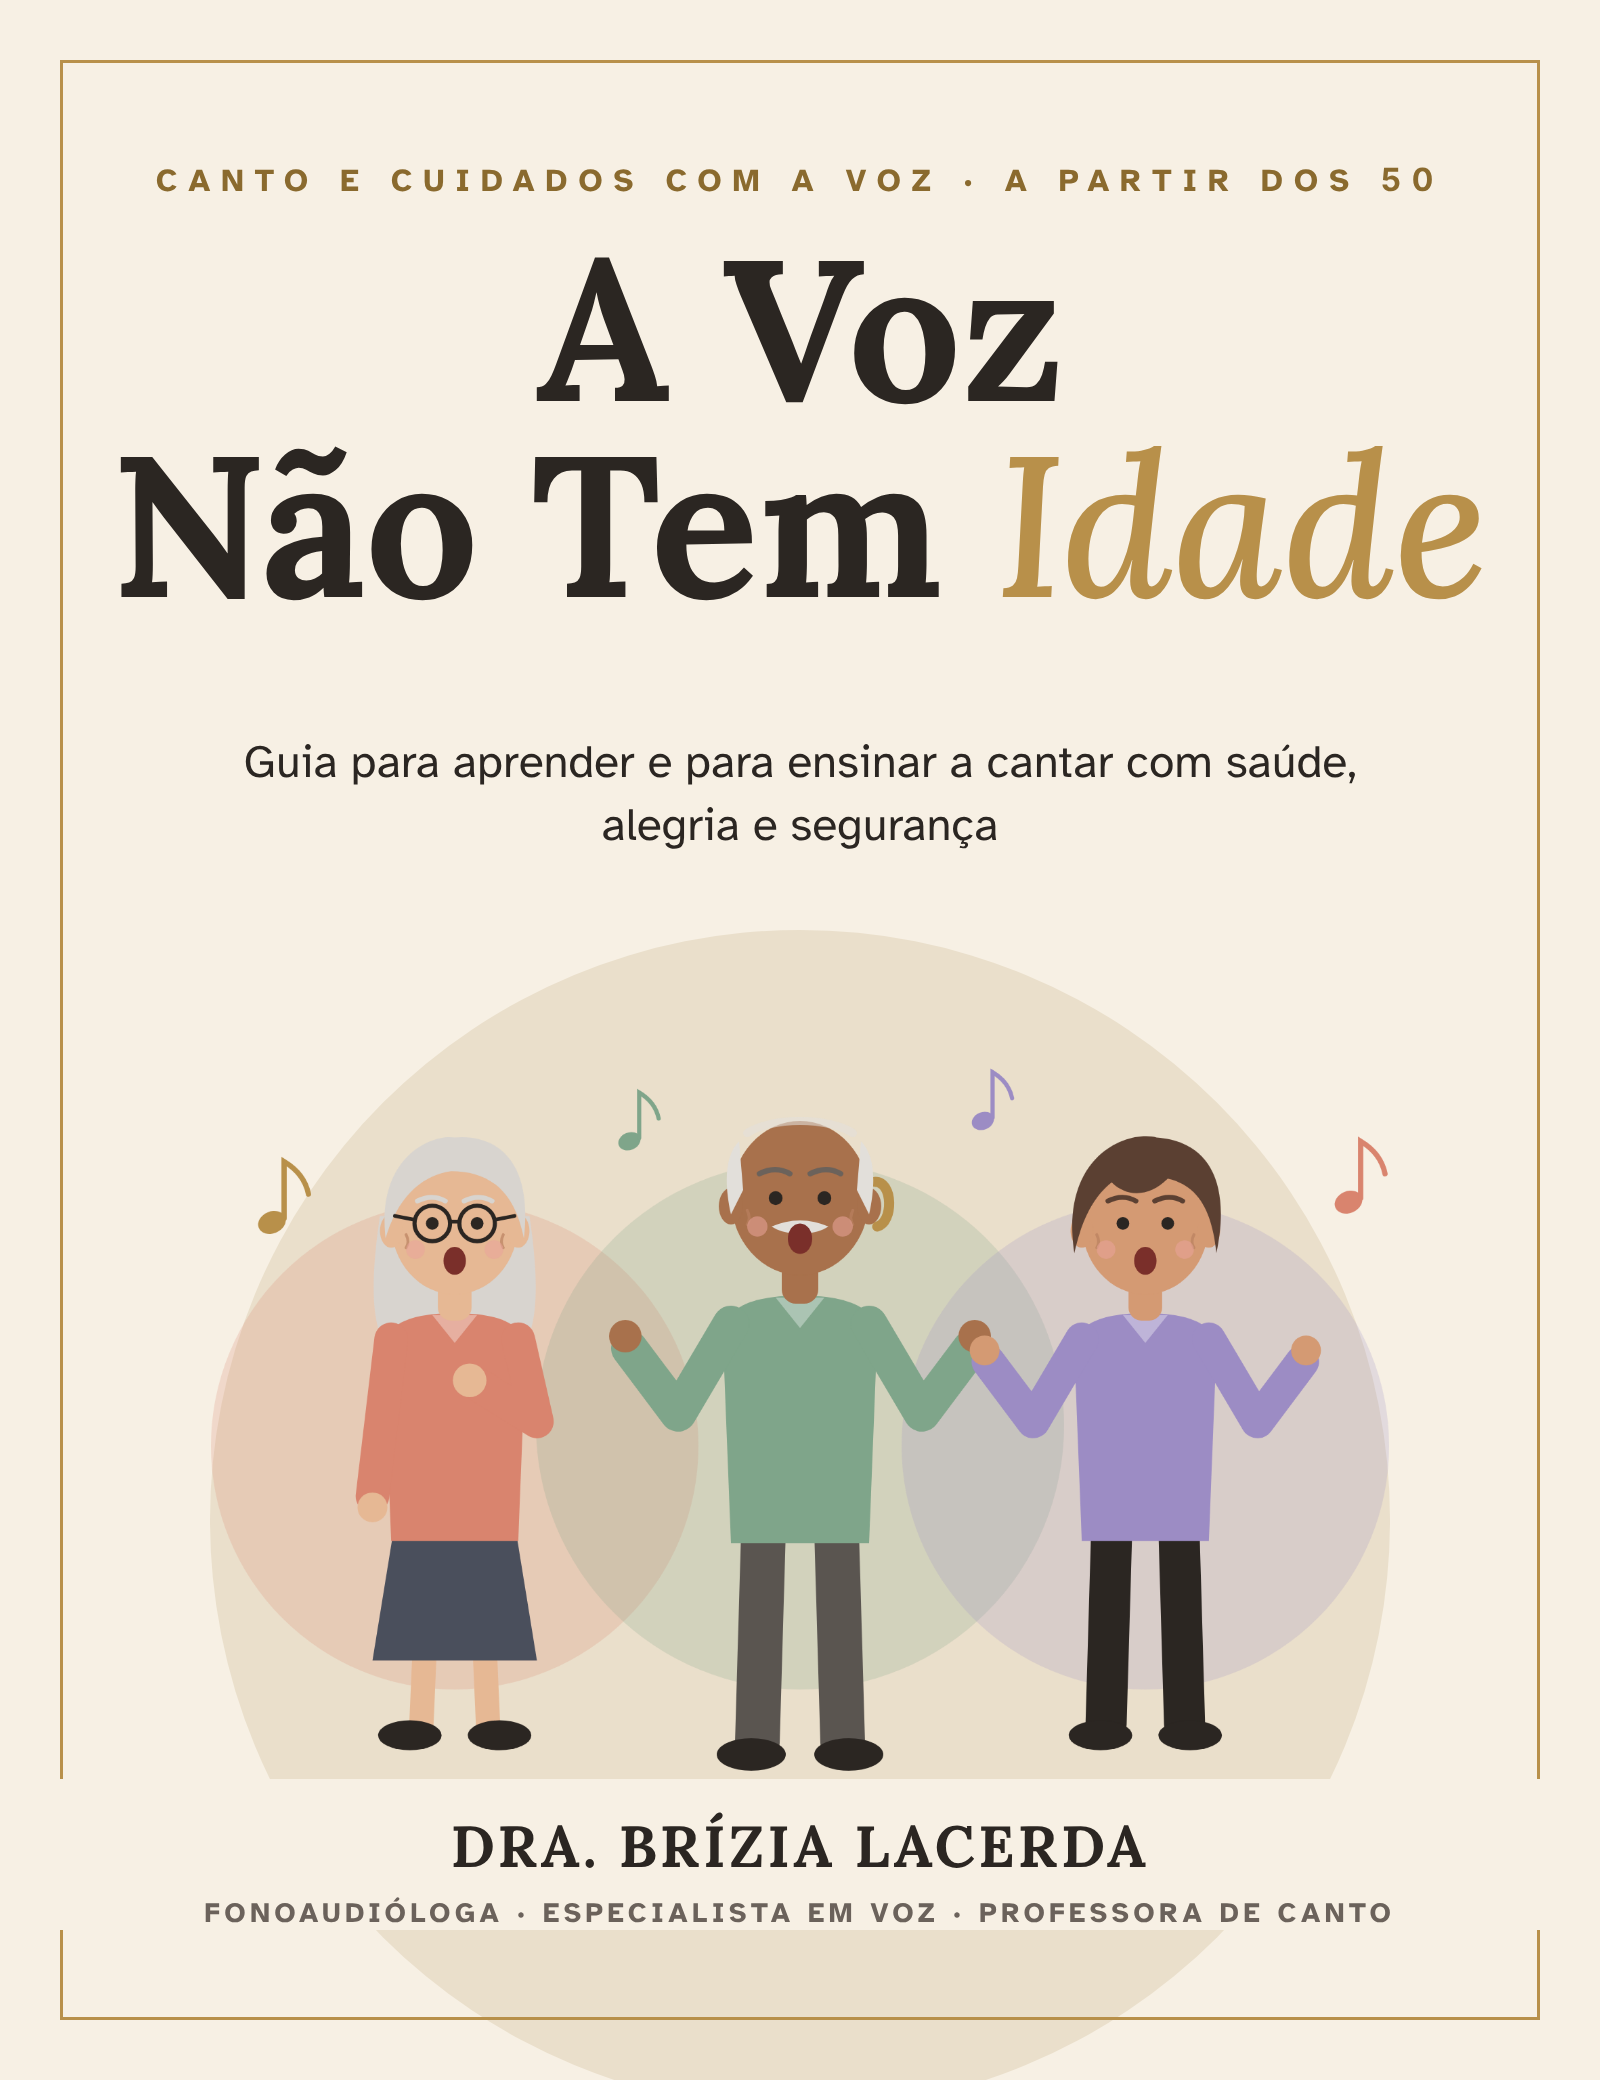 CANTO E CUIDADOS COM A VOZ · A PARTIR DOS 50
A Voz
Não Tem Idade
Guia para aprender e para ensinar a cantar com saúde,
alegria e segurança
DRA. BRÍZIA LACERDA
FONOAUDIÓLOGA · ESPECIALISTA EM VOZ · PROFESSORA DE CANTO